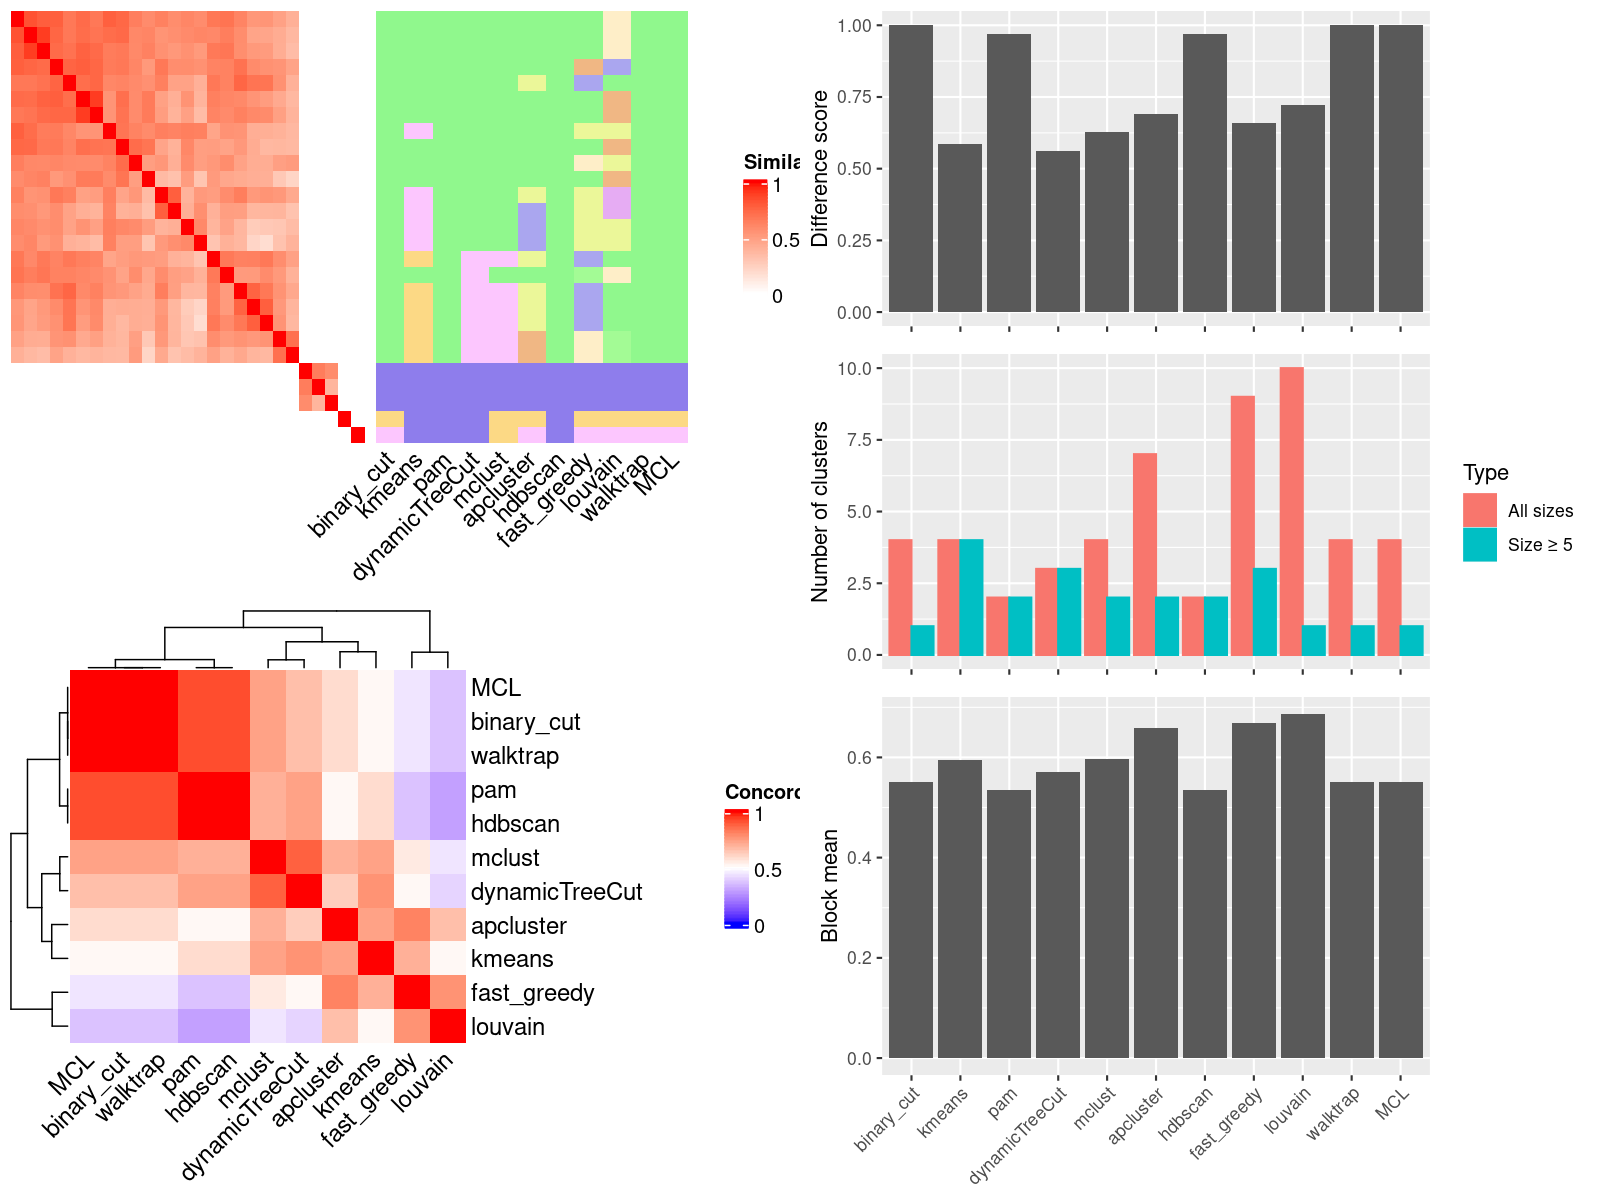 Simila
1
0.5
0
binary_cut
kmeans
pam
dynamicTreeCut
mclust
apcluster
hdbscan
fast_greedy
louvain
walktrap
MCL
MCL
binary_cut
walktrap
pam
hdbscan
mclust
dynamicTreeCut
apcluster
kmeans
fast_greedy
louvain
MCL
binary_cut
walktrap
pam
hdbscan
mclust
dynamicTreeCut
apcluster
kmeans
fast_greedy
louvain
Concord
1
0.5
0
Difference score
1.00
0.75
0.50
0.25
0.00
Number of clusters
10.0
7.5
5.0
2.5
0.0
Type
All sizes
Size ≥ 5
Block mean
0.6
0.4
0.2
0.0
binary_cut
kmeans
pam
dynamicTreeCut
mclust
apcluster
hdbscan
fast_greedy
louvain
walktrap
MCL